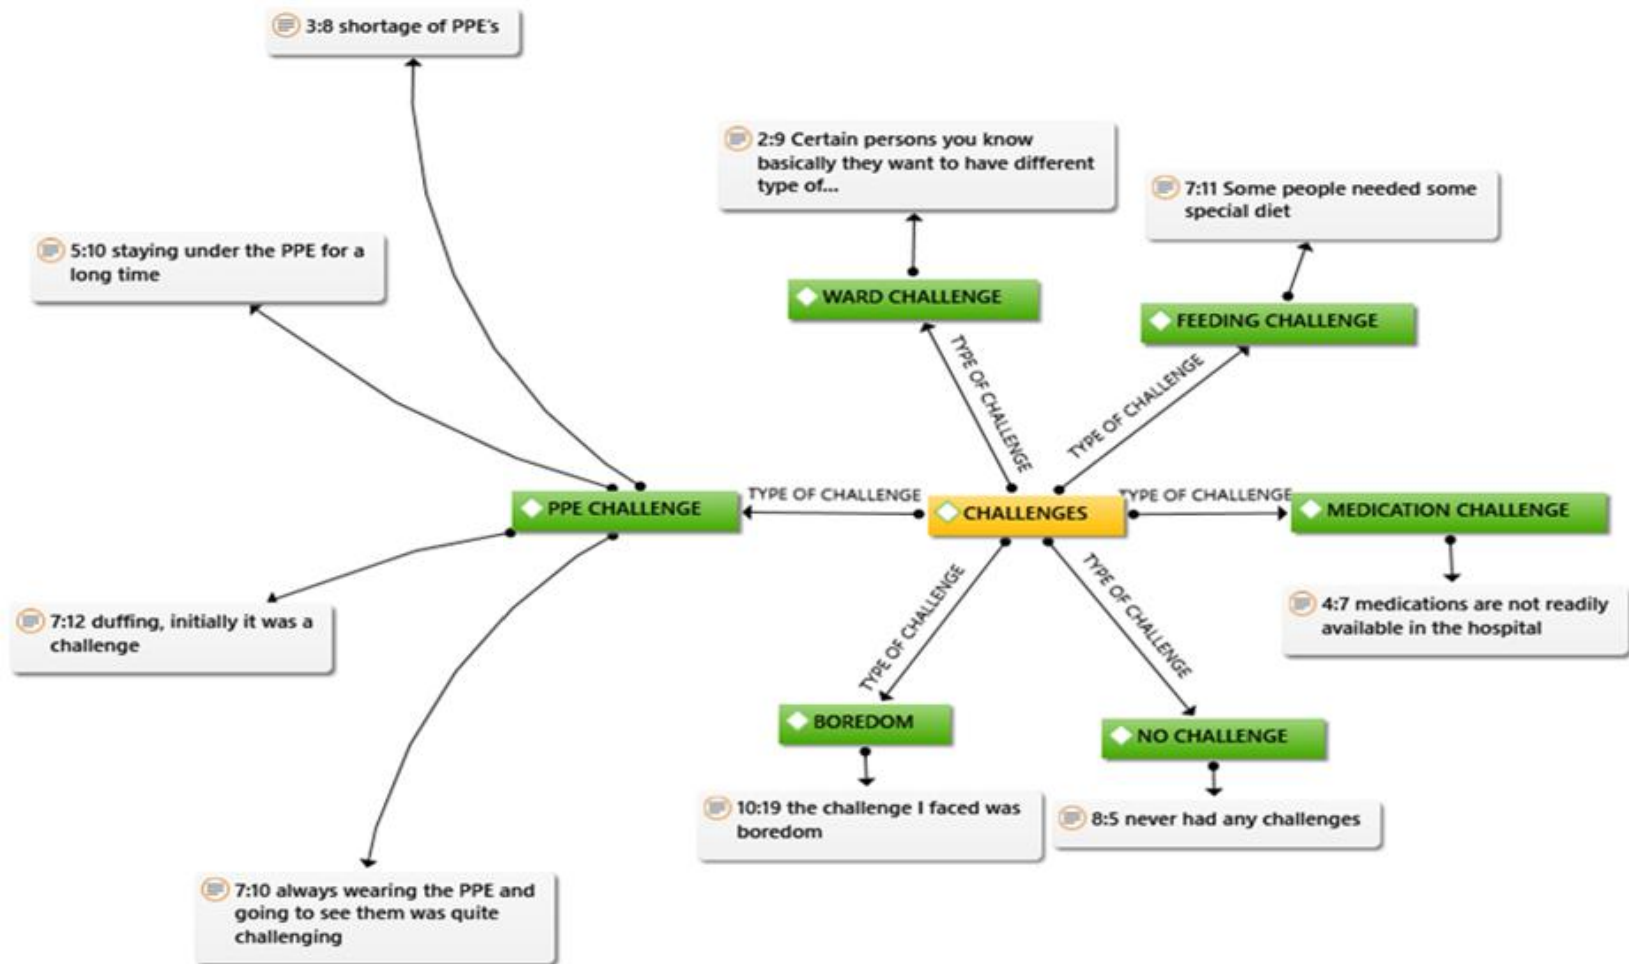 3:8 shortage of PPE's
2:9 Certain persons you know
basically they want to have different
type of...
7:11 Some people needed some
special diet
5:10 staying under the PPE for a
long time
WARD CHALLENGE
FEEDING CHALLENGE
TYPE OF CHALLENGE
TYPE OF CHALLENGE
PPE CHALLENGE
TYPE OF CHALLENGE
CHALLENGES
TYPE OF CHALLENGE
MEDICATION CHALLENGE
4:7 medications are not readily
available in the hospital
7:12 duffing, initially it was a
challenge
TYPE OF CHALLENGE
TYPE OF CHALLENGE
BOREDOM
NO CHALLENGE
10:19 the challenge I faced was
boredom
8:5 never had any challenges
7:10 always wearing the PPE and
going to see them was quite
challenging